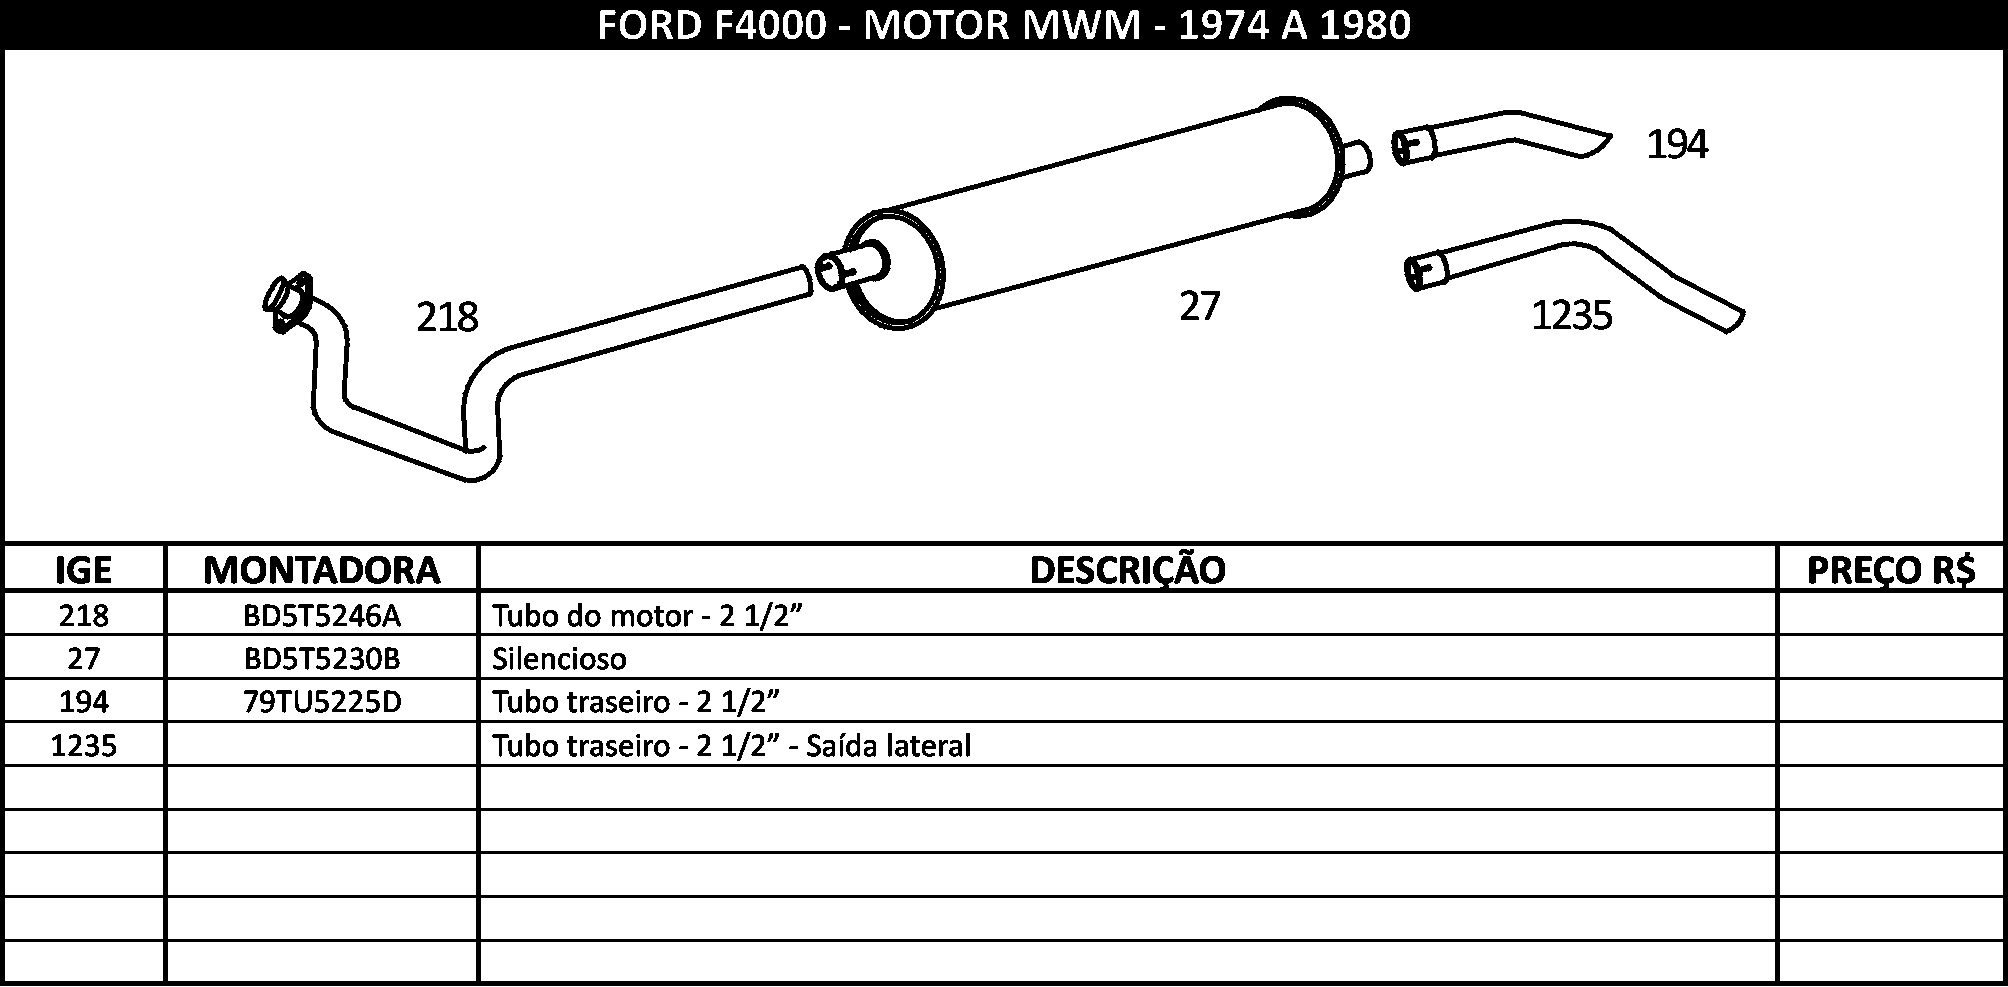 FORD F4000 - MOTOR MWM - 1974 A 1980
194
218
27
1235
IGE MONTADORA DESCRIÇÃO PREÇO R$
218 BD5T5246A Tubo do motor - 2 1/2”
27 BD5T5230B Silencioso
194 79TU5225D Tubo traseiro - 2 1/2”
1235 Tubo traseiro - 2 1/2” - Saída lateral